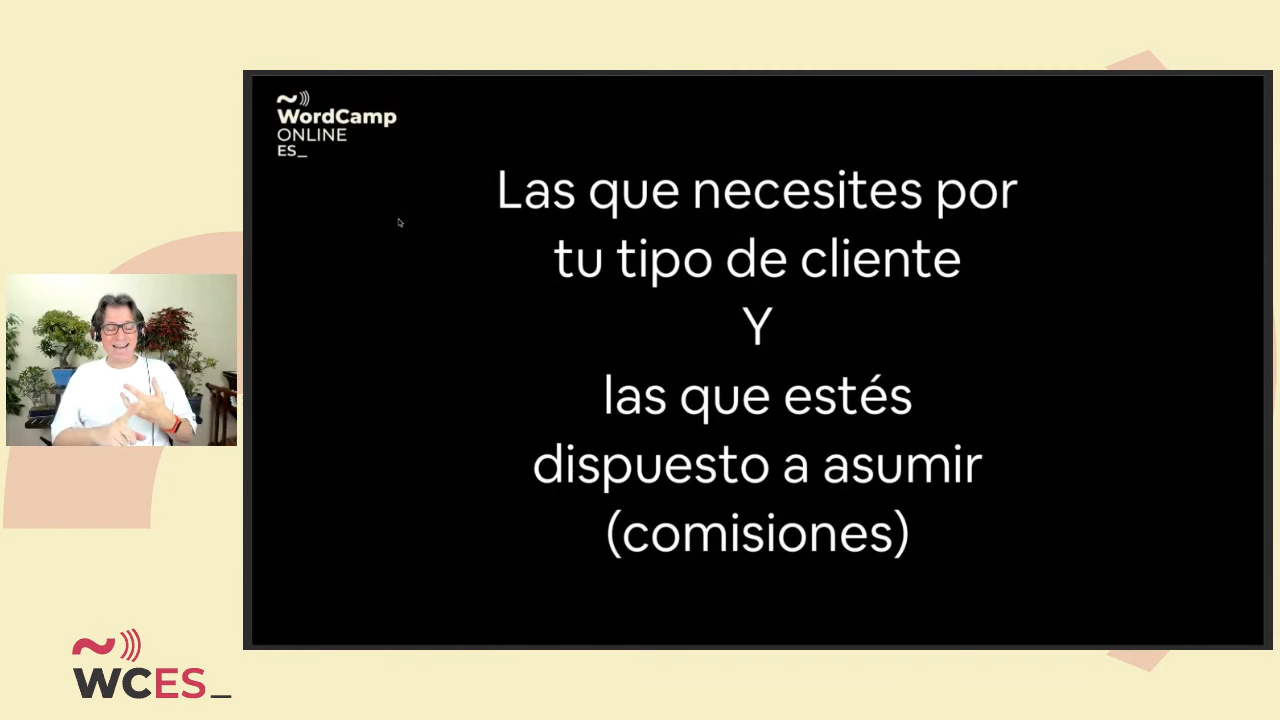 WordCamp
ONLINE
ES_
Las que necesites por
tu tipo de cliente
Y
las que estés
dispuesto a asumir
(comisiones)
WCES_